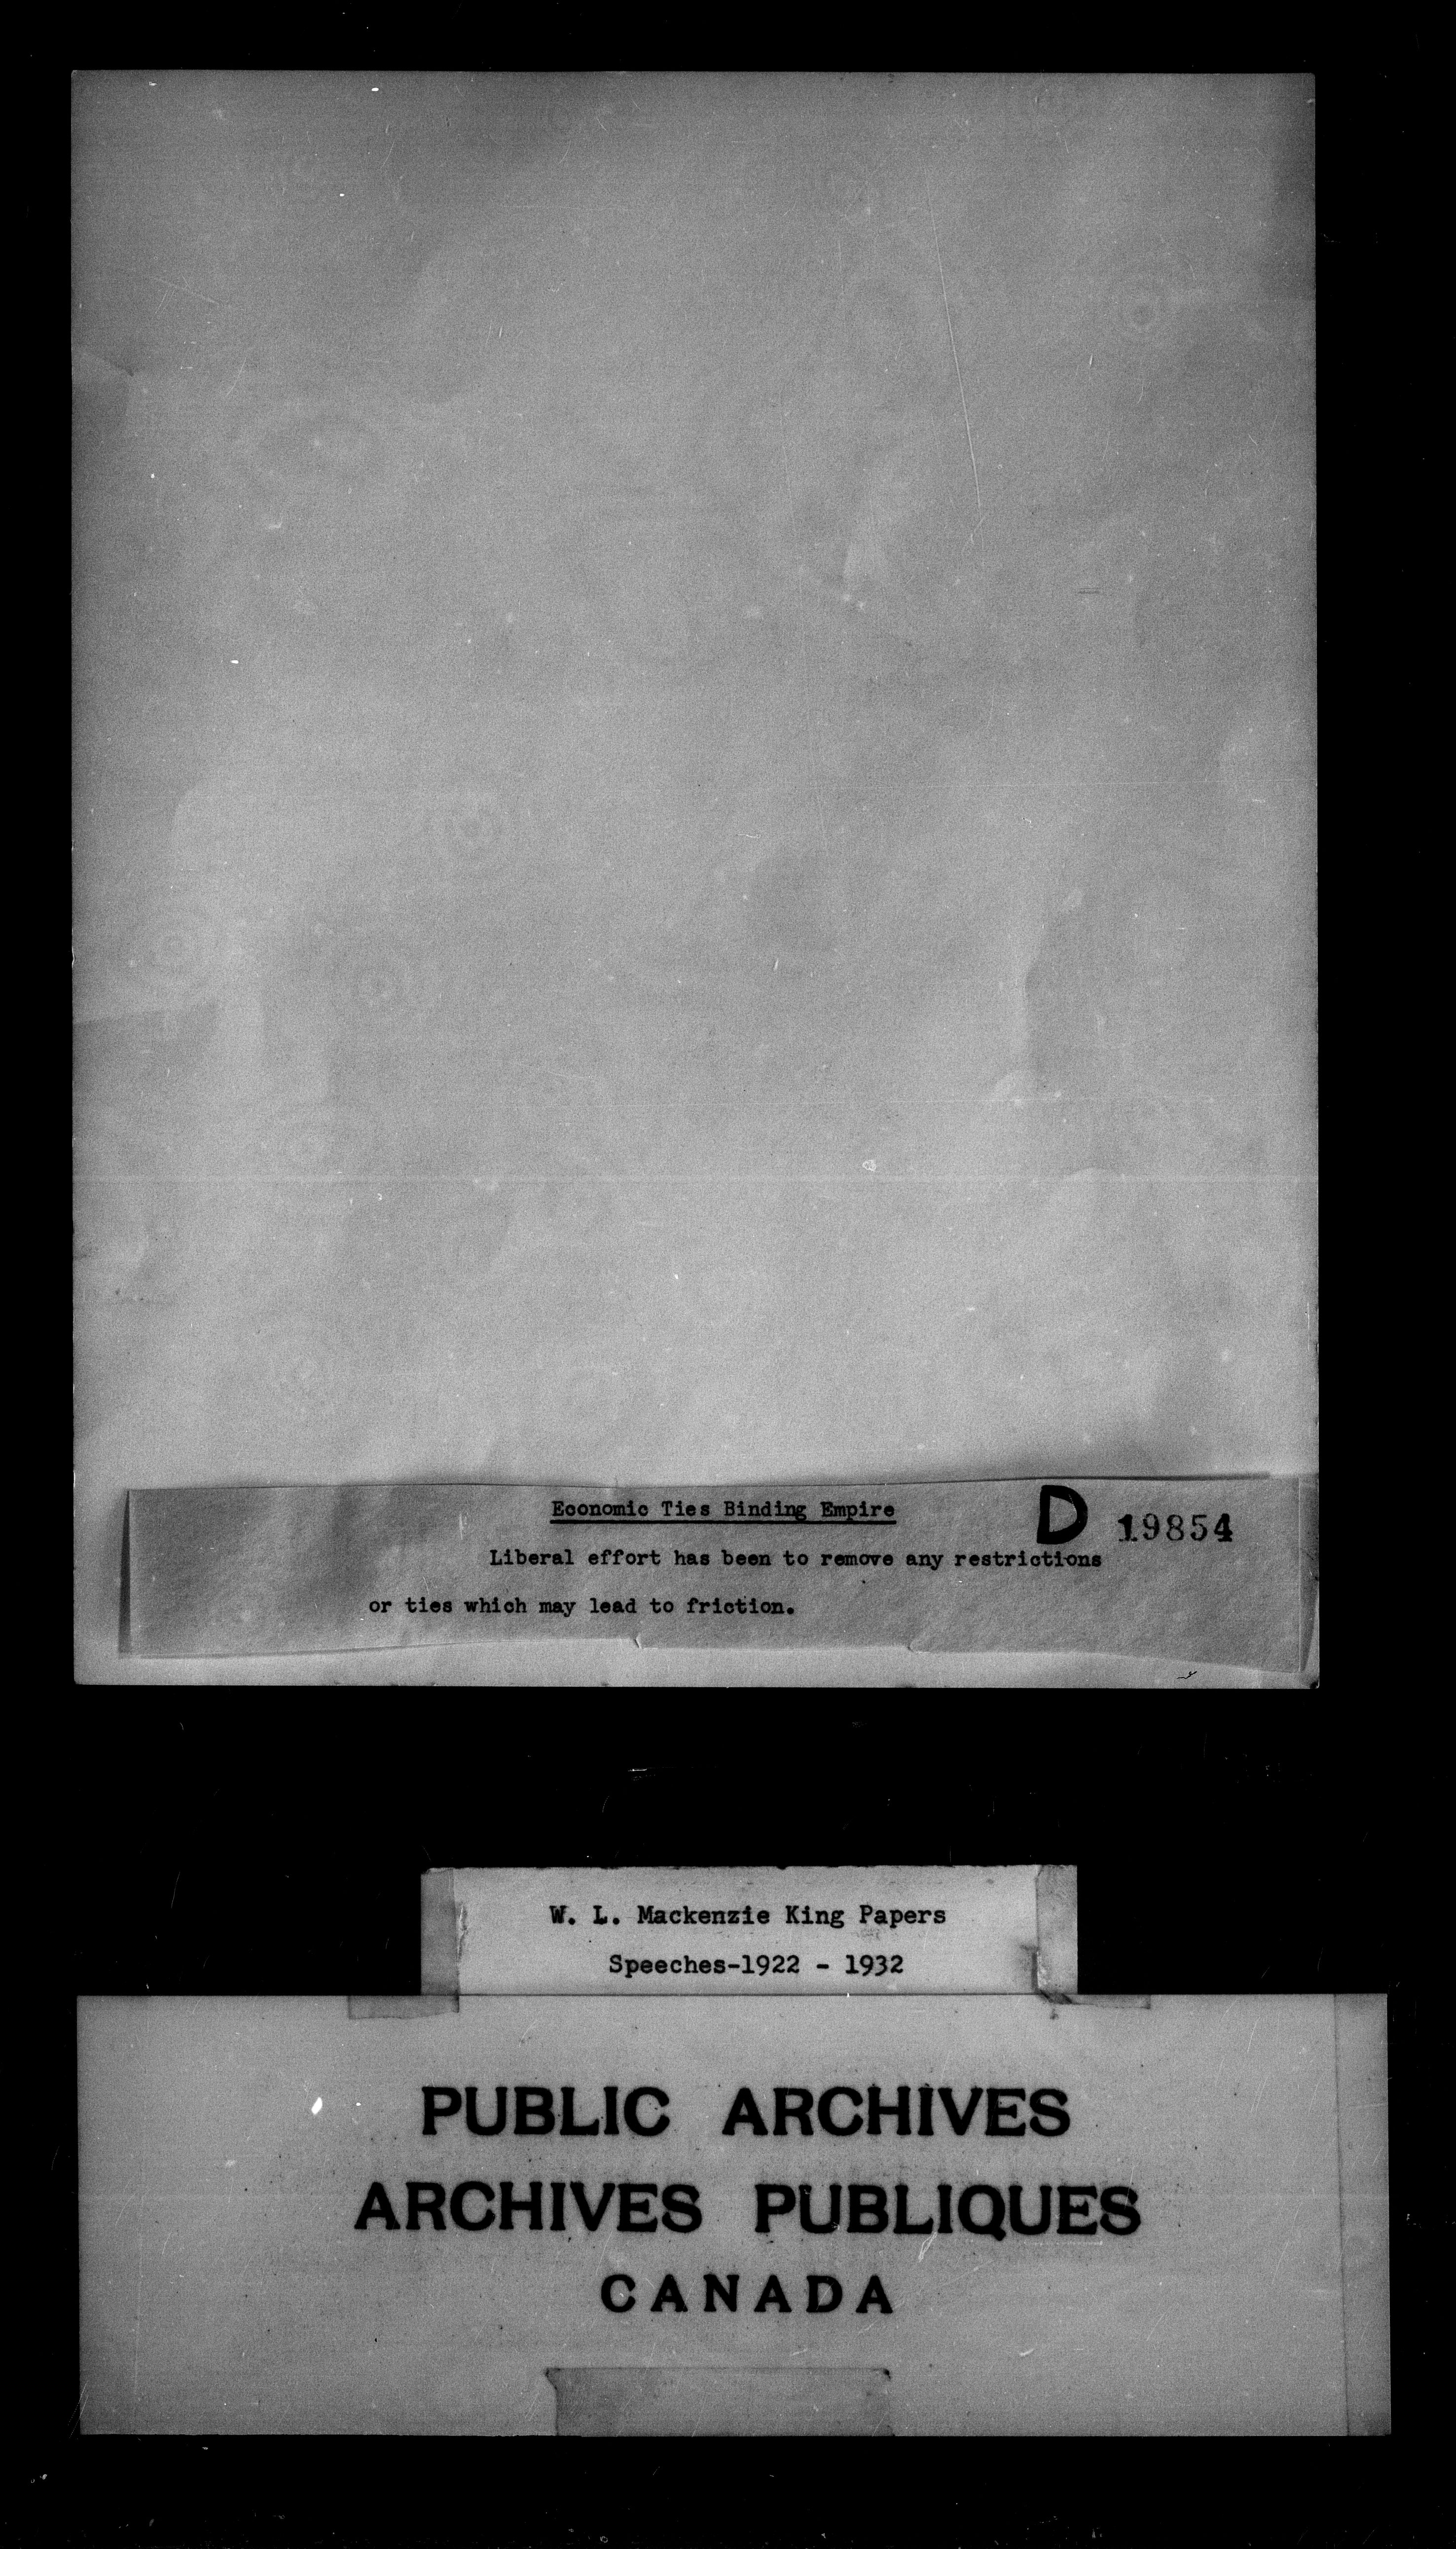 Economic Ties Binding Empire
D 19854
Liberal effort has been to remove any restrictions
or ties which may lead to friction.
W. L. Mackenzie King Papers
Speeches-1922 - 1932
PUBLIC ARCHIVES
ARCHIVES PUBLIQUES
CANADA